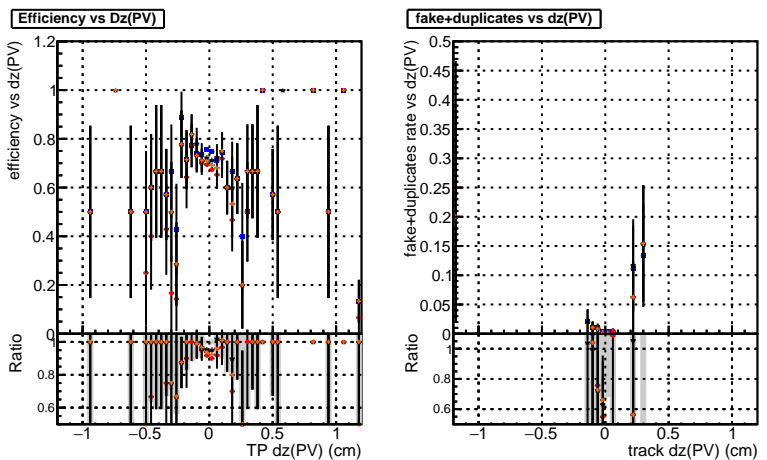 Efficiency vs Dz(PV)
efficiency vs dz(PV)
1.2
1
0.8
0.6
0.4
0.2
0
Ratio
1
0.8
0.6
−1 −0.5 0 0.5 1
TP dz(PV) (cm)
fake+duplicates vs dz(PV)
fake+duplicates rate vs dz(PV)
0.5
0.45
0.4
0.35
0.3
0.25
0.2
0.15
0.1
0.05
0
Ratio
1
0.8
0.6
−1 −0.5 0 0.5 1
track dz(PV) (cm)